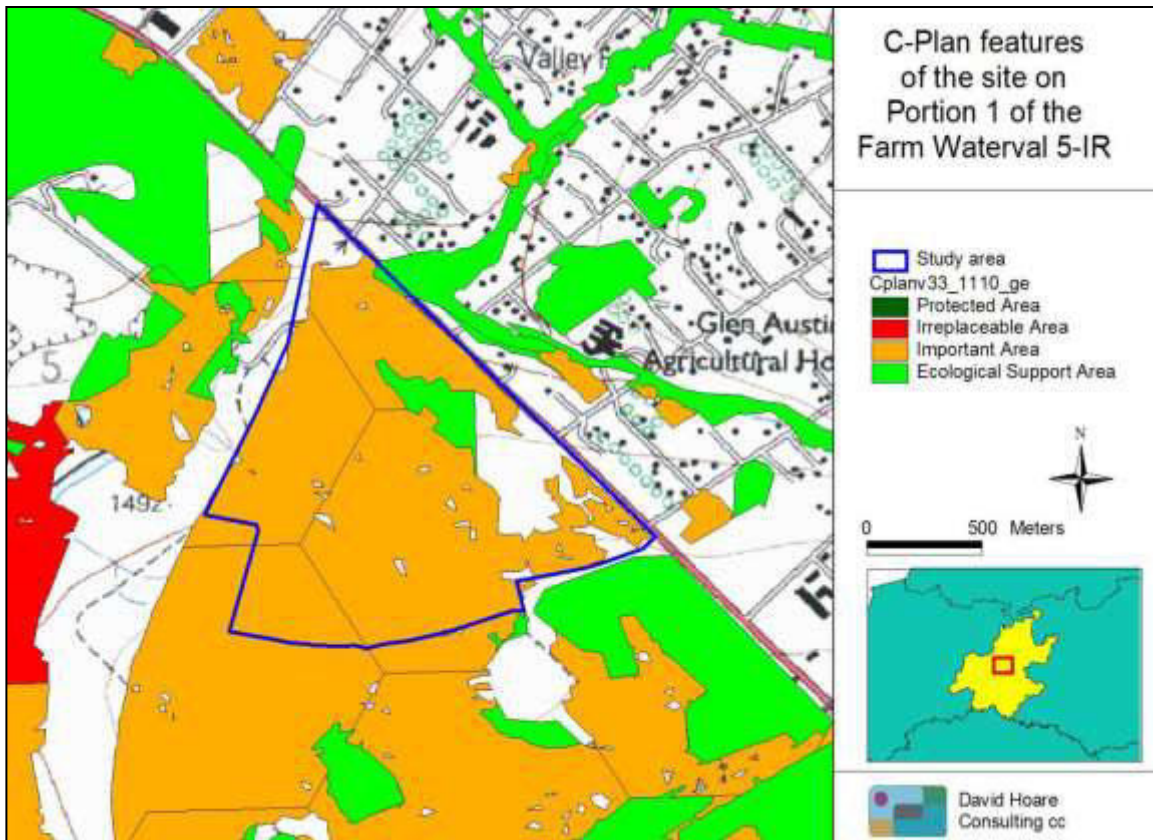 C-Plan features
of the site on
Portion 1 of the
Farm Waterval 5-IR
Study area
Cplanv33_1110_ge
Protected Area
Irreplaceable Area
Important Area
Ecological Support Area
N
0 500 Meters
David Hoare
Consulting cc
Valley
Glen Austi
Agricultural Ho
5
1492